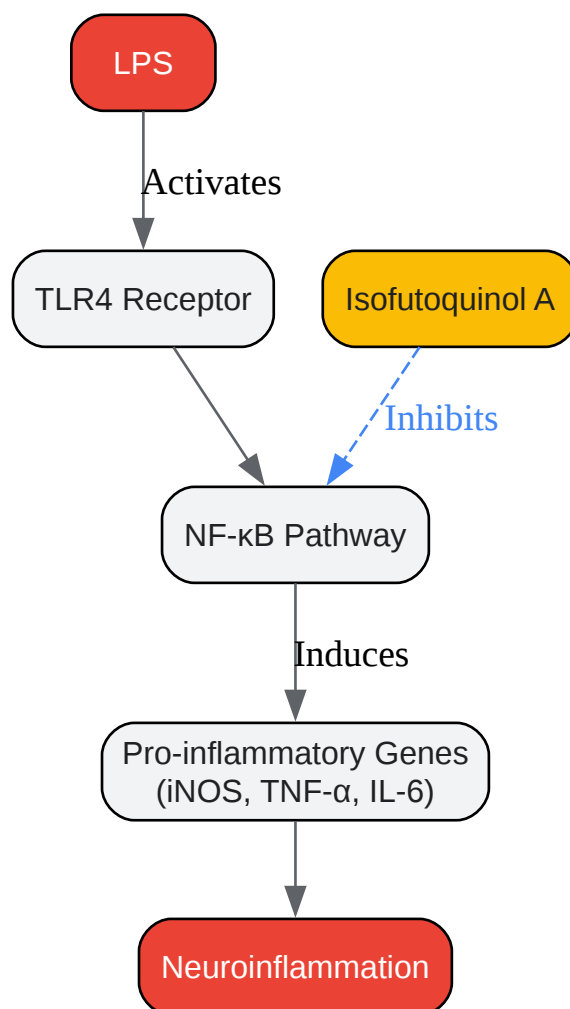 LPS
Activates
TLR4 Receptor
Isofutoquinol A
Inhibits
NF-κB Pathway
Induces
Pro-inflammatory Genes
(iNOS, TNF-α, IL-6)
Neuroinflammation